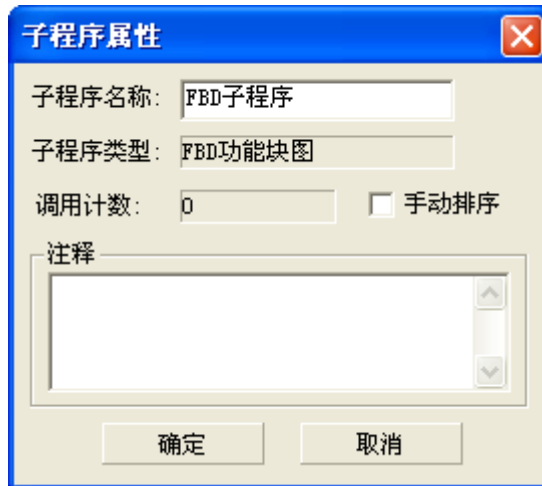 子程序属性
子程序名称: FBD子程序
子程序类型: FBD功能块图
调用计数: 0 手动排序
注释
确定 取消